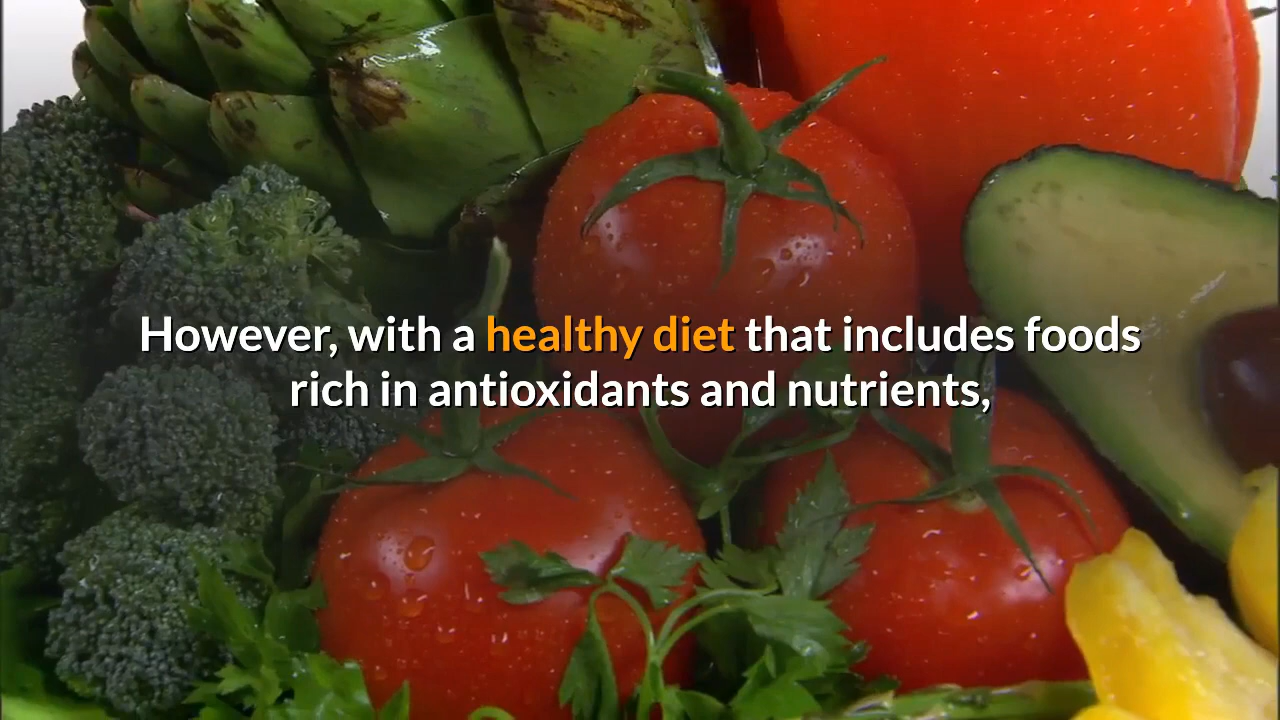 However, with a healthy diet that includes foods
rich in antioxidants and nutrients,